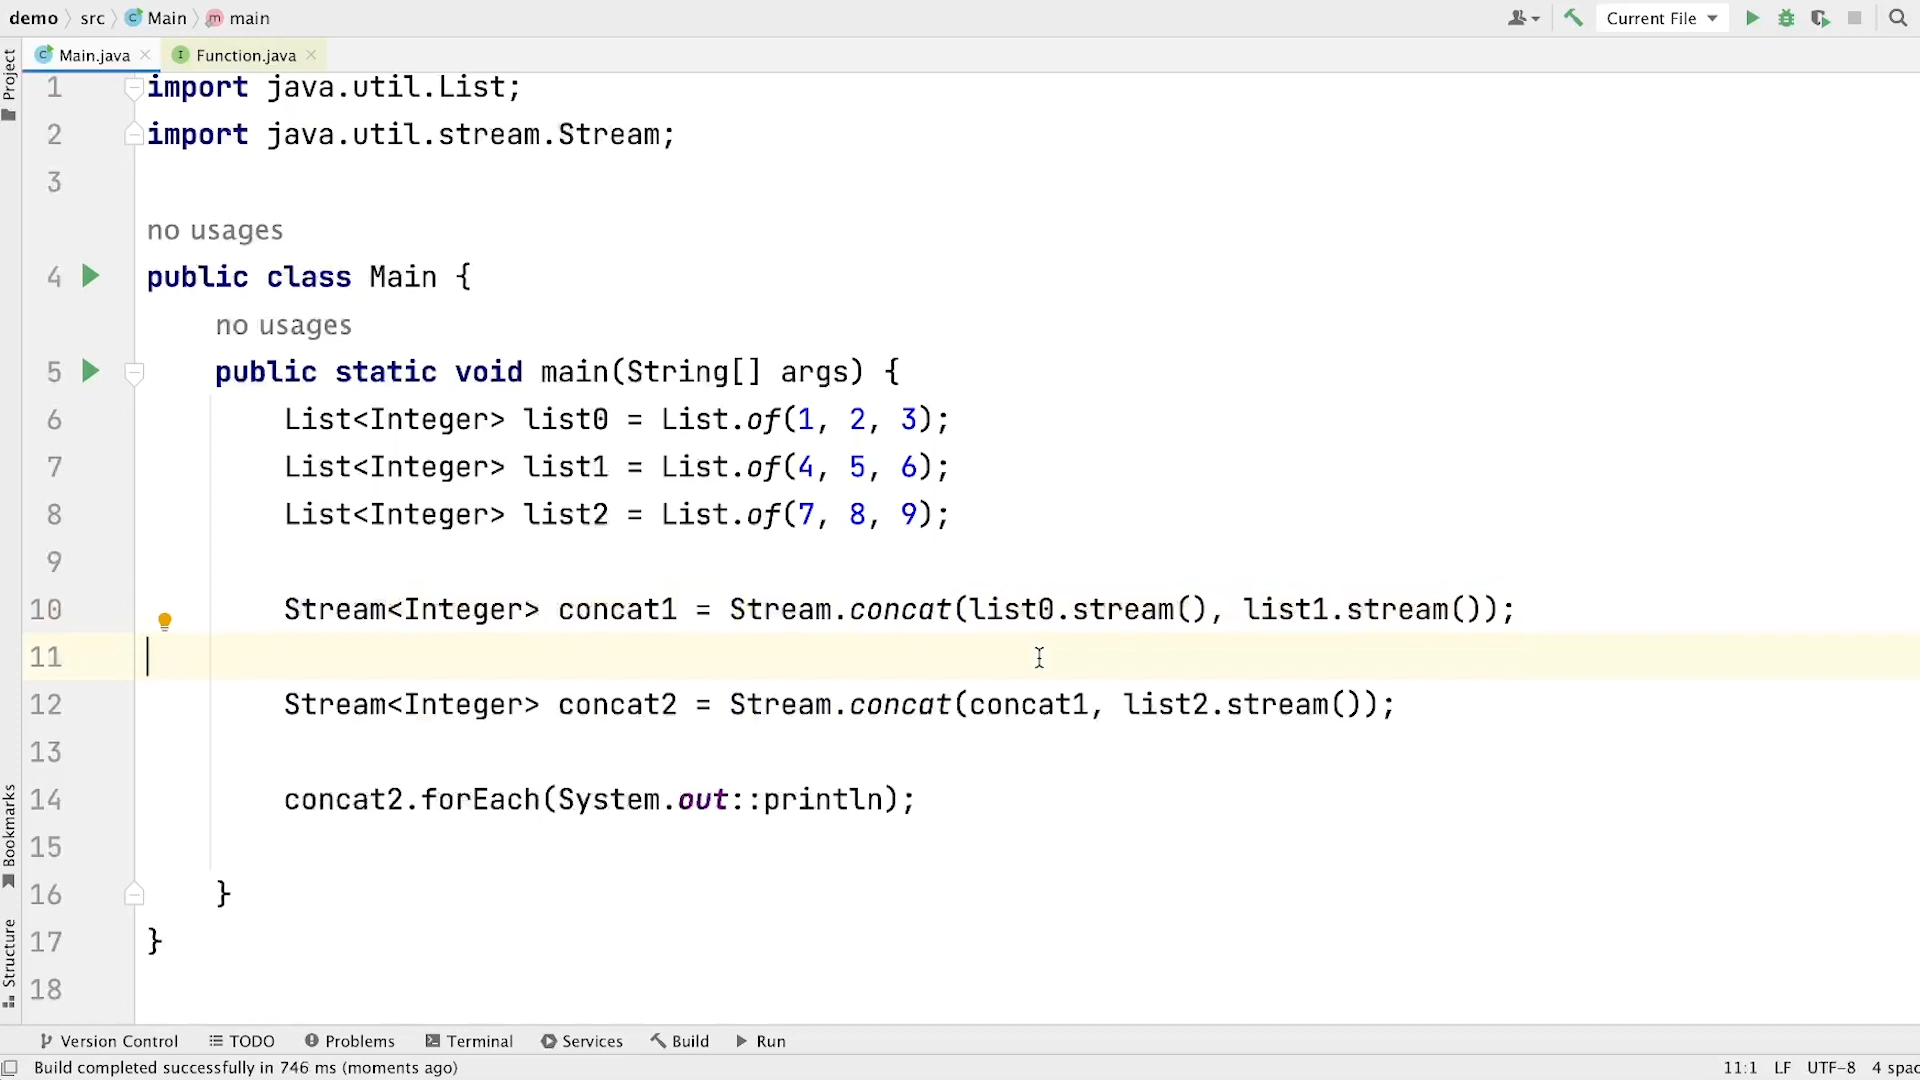 demo src Main main
Current File
Main.java Function.java
Project
1 import java.util.List;
2 import java.util.stream.Stream;
3
no usages
4 public class Main {
no usages
5 public static void main(String[] args) {
6 List<Integer> list0 = List.of(1, 2, 3);
7 List<Integer> list1 = List.of(4, 5, 6);
8 List<Integer> list2 = List.of(7, 8, 9);
9
10 Stream<Integer> concat1 = Stream.concat(list0.stream(), list1.stream());
11
12 Stream<Integer> concat2 = Stream.concat(concat1, list2.stream());
13
14 concat2.forEach(System.out::println);
15
16 }
17 }
18
Bookmarks
Structure
Version Control TODO Problems Terminal Services Build Run
Build completed successfully in 746 ms (moments ago)
11:1 LF UTF-8 4 spac